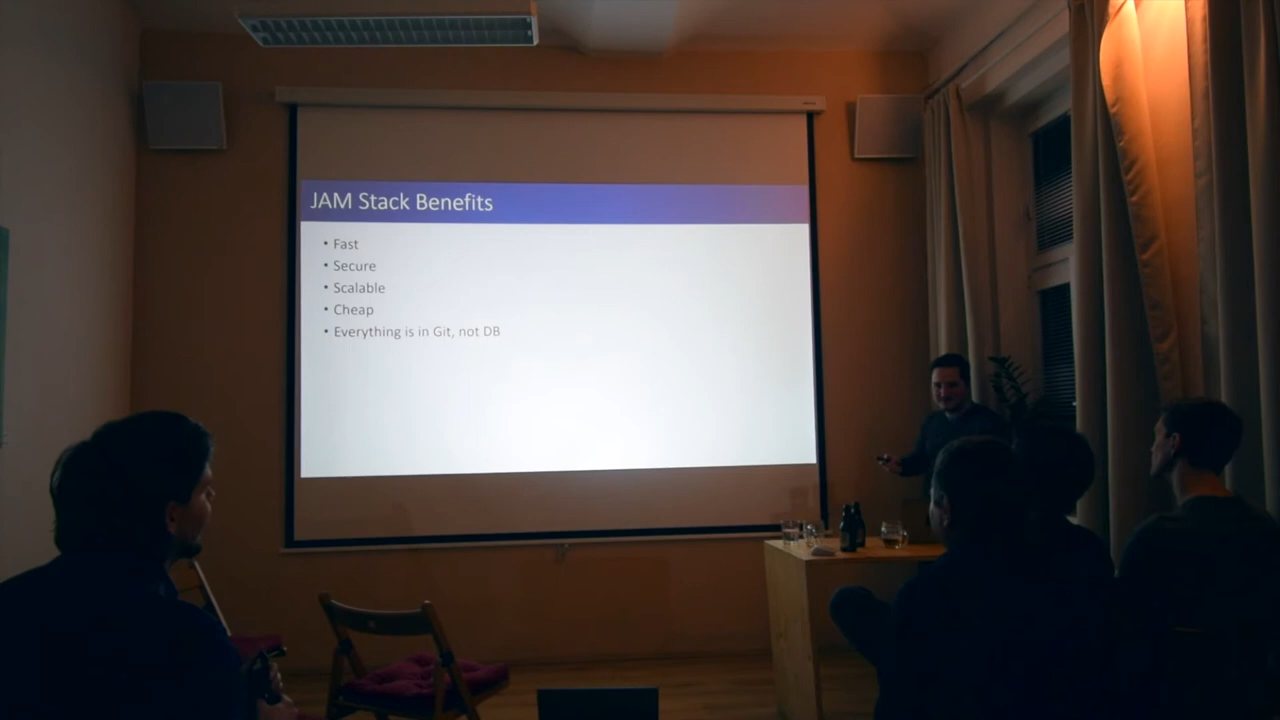 JAM Stack Benefits
• Fast
• Secure
• Scalable
• Cheap
• Everything is in Git, not DB